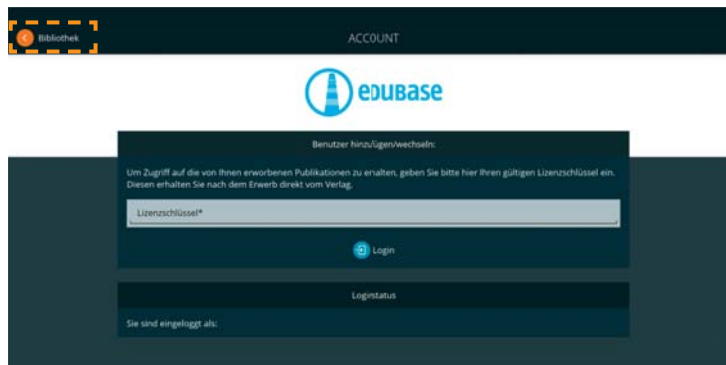 Bibliothek
ACCOUNT
eDUBase
Benutzer hinzufügen/wechseln:
Um Zugriff auf die von Ihnen erworbenen Publikationen zu erhalten, geben Sie bitte hier Ihren gültigen Lizenzschlüssel ein.
Diesen erhalten Sie nach dem Erwerb direkt vom Verlag.
Lizenzschlüssel*
Login
Loginstatus
Sie sind eingeloggt als: